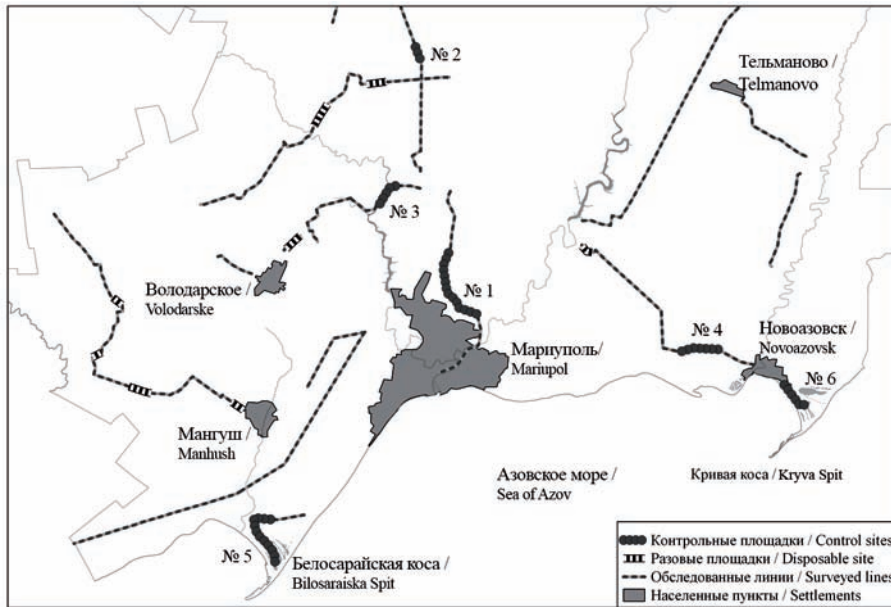 № 2
Тельманово /
Telmanovo
№ 3
Володарское /
Volodarske
№ 1
Мариуполь/
Mariupol
№ 4
Новоазовск /
Novoazovsk
№ 6
Мангуш /
Manhush
Азовское море /
Sea of Azov
Кривая коса / Kryva Spit
№ 5
Белосарайская коса /
Bilosaraiska Spit
Контрольные площадки / Control sites
Разовые площадки / Disposable site
Обследованные линии / Surveyed lines
Населенные пункты / Settlements